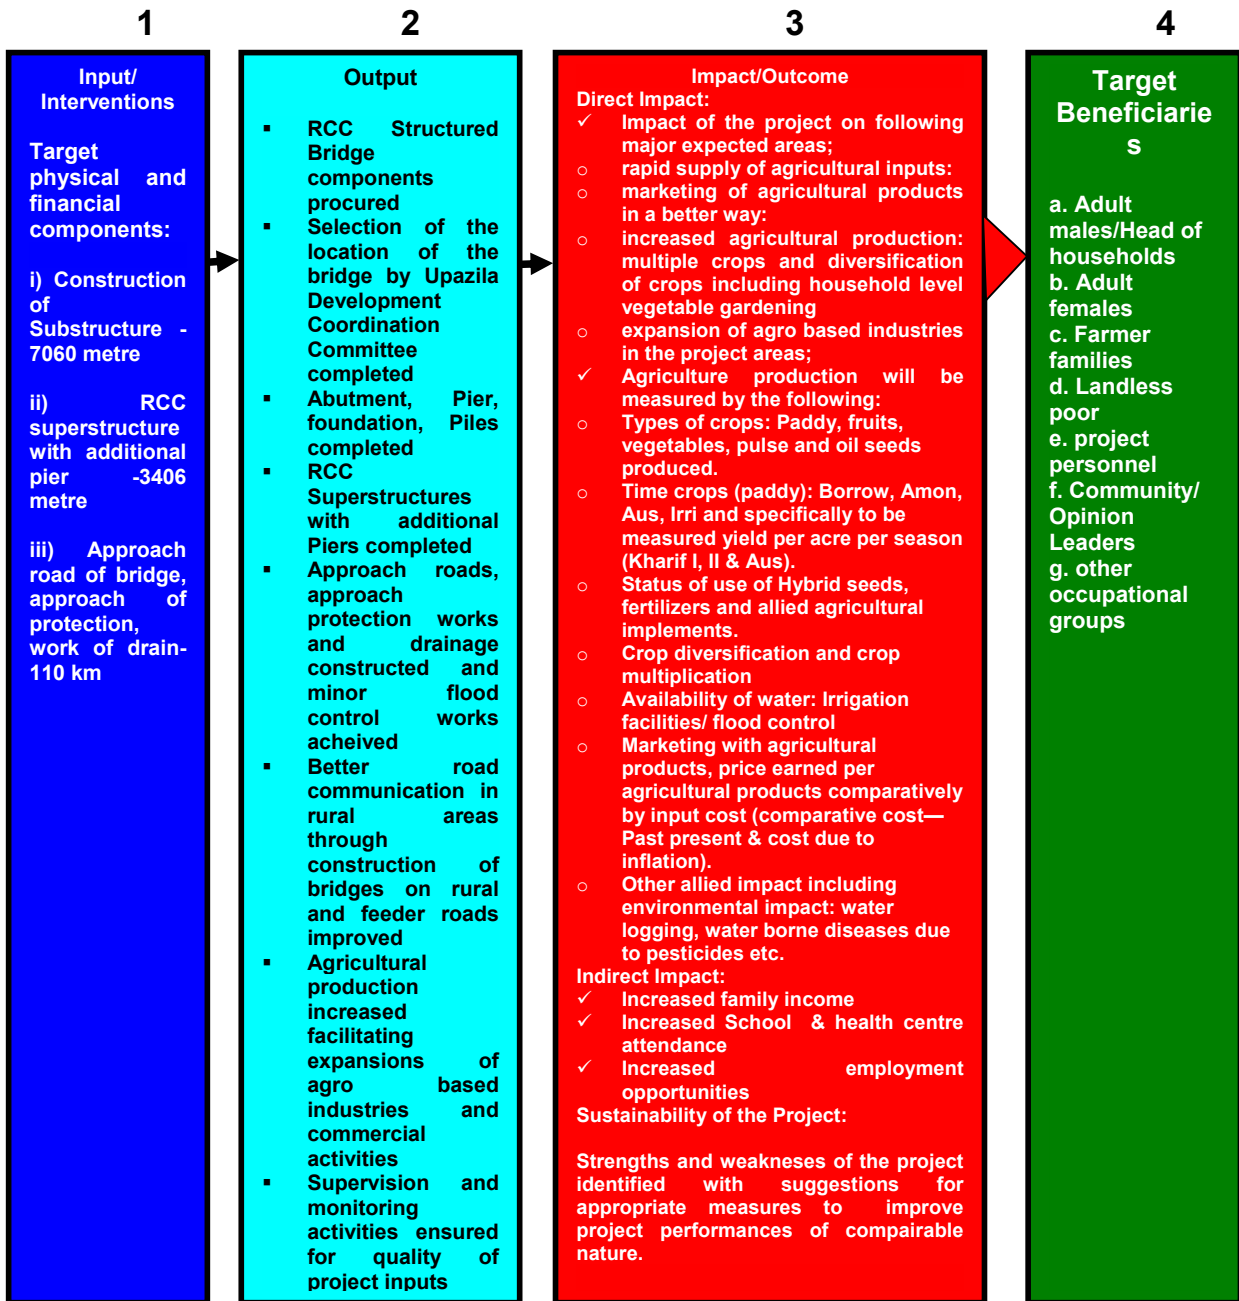 1
2
3
4
Input/
Interventions
Target
physical and
financial
components:
i) Construction
of
Substructure -
7060 metre
ii) RCC
superstructure
with additional
pier -3406
metre
iii) Approach
road of bridge,
approach of
protection,
work of drain-
110 km
Output
▪ RCC Structured
Bridge
components
procured
▪ Selection of the
location of the
bridge by Upazila
Development
Coordination
Committee
completed
▪ Abutment, Pier,
foundation, Piles
completed
▪ RCC
Superstructures
with additional
Piers completed
▪ Approach roads,
approach
protection works
and drainage
constructed and
minor flood
control works
acheived
▪ Better road
communication in
rural areas
through
construction of
bridges on rural
and feeder roads
improved
▪ Agricultural
production
increased
facilitating
expansions of
agro based
industries and
commercial
activities
▪ Supervision and
monitoring
activities ensured
for quality of
project inputs
Impact/Outcome
Direct Impact:
✓ Impact of the project on following
major expected areas;
o rapid supply of agricultural inputs:
o marketing of agricultural products
in a better way:
o increased agricultural production:
multiple crops and diversification
of crops including household level
vegetable gardening
o expansion of agro based industries
in the project areas;
✓ Agriculture production will be
measured by the following:
o Types of crops: Paddy, fruits,
vegetables, pulse and oil seeds
produced.
o Time crops (paddy): Borrow, Amon,
Aus, Irri and specifically to be
measured yield per acre per season
(Kharif I, II & Aus).
o Status of use of Hybrid seeds,
fertilizers and allied agricultural
implements.
o Crop diversification and crop
multiplication
o Availability of water: Irrigation
facilities/ flood control
o Marketing with agricultural
products, price earned per
agricultural products comparatively
by input cost (comparative cost—
Past present & cost due to
inflation).
o Other allied impact including
environmental impact: water
logging, water borne diseases due
to pesticides etc.
Indirect Impact:
✓ Increased family income
✓ Increased School & health centre
attendance
✓ Increased employment
opportunities
Sustainability of the Project:
Strengths and weakneses of the project
identified with suggestions for
appropriate measures to improve
project performances of compairable
nature.
Target
Beneficiarie
s
a. Adult
males/Head of
households
b. Adult
females
c. Farmer
families
d. Landless
poor
e. project
personnel
f. Community/
Opinion
Leaders
g. other
occupational
groups